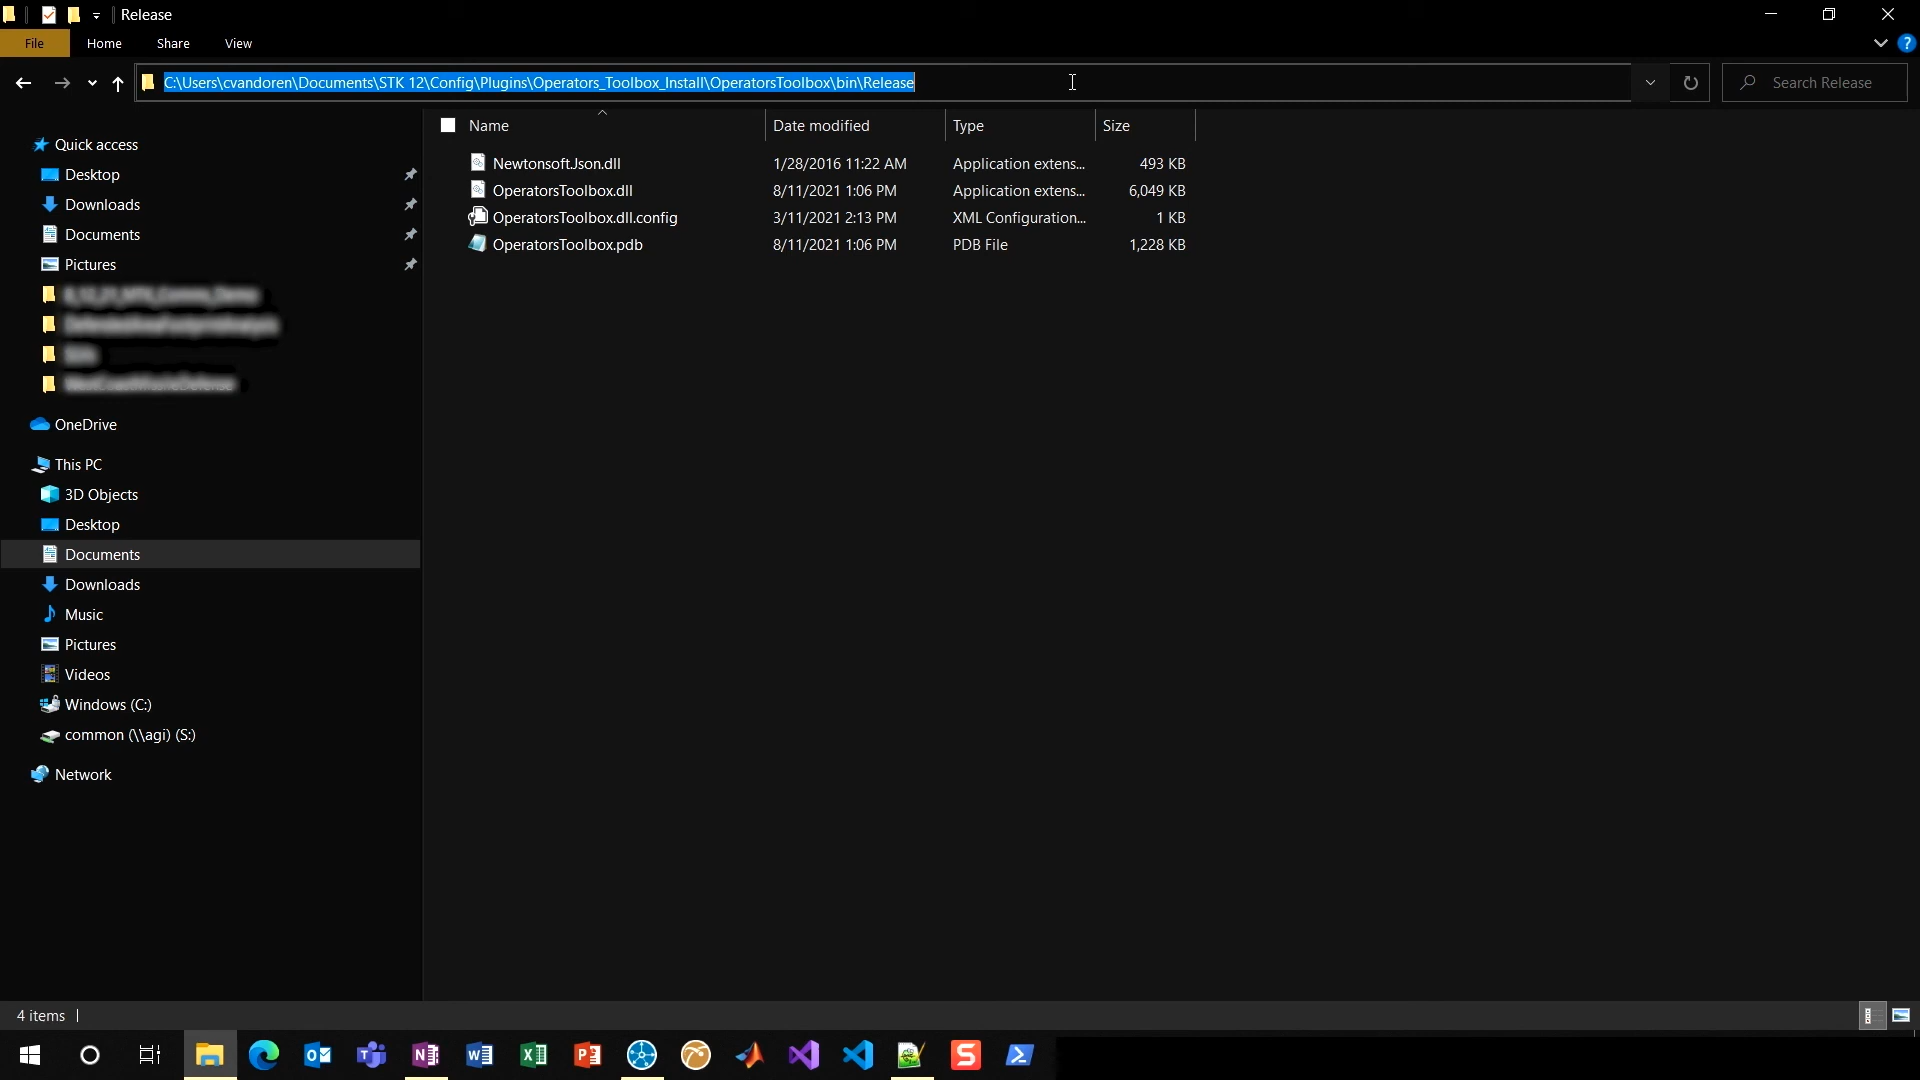 Release
File Home Share View
C:\Users\cvandoren\Documents\STK 12\Config\Plugins\Operators_Toolbox_Install\OperatorsToolbox\bin\Release
Search Release
Name Date modified Type Size
Newtonsoft.Json.dll 1/28/2016 11:22 AM Application extens... 493 KB
OperatorsToolbox.dll 8/11/2021 1:06 PM Application extens... 6,049 KB
OperatorsToolbox.dll.config 3/11/2021 2:13 PM XML Configuration... 1 KB
OperatorsToolbox.pdb 8/11/2021 1:06 PM PDB File 1,228 KB
Quick access
Desktop
Downloads
Documents
Pictures
OneDrive
This PC
3D Objects
Desktop
Documents
Downloads
Music
Pictures
Videos
Windows (C:)
common (\\agi) (S:)
Network
4 items